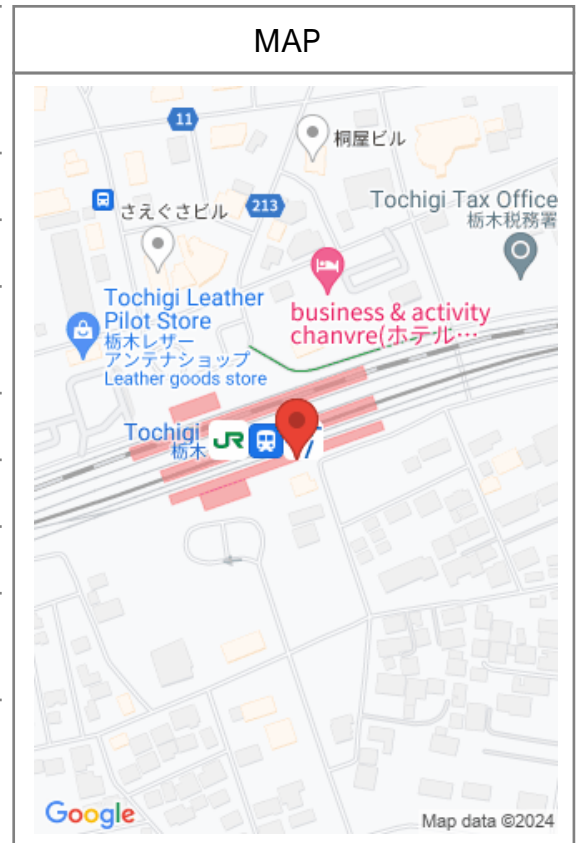 MAP
11
桐屋ビル
さえぐさビル
213
Tochigi Tax Office
栃木税務署
Tochigi Leather
Pilot Store
栃木レザー
アンテナショップ
Leather goods store
business & activity
chanvre(ホテル…
Tochigi
栃木
JR
Google
Map data ©2024